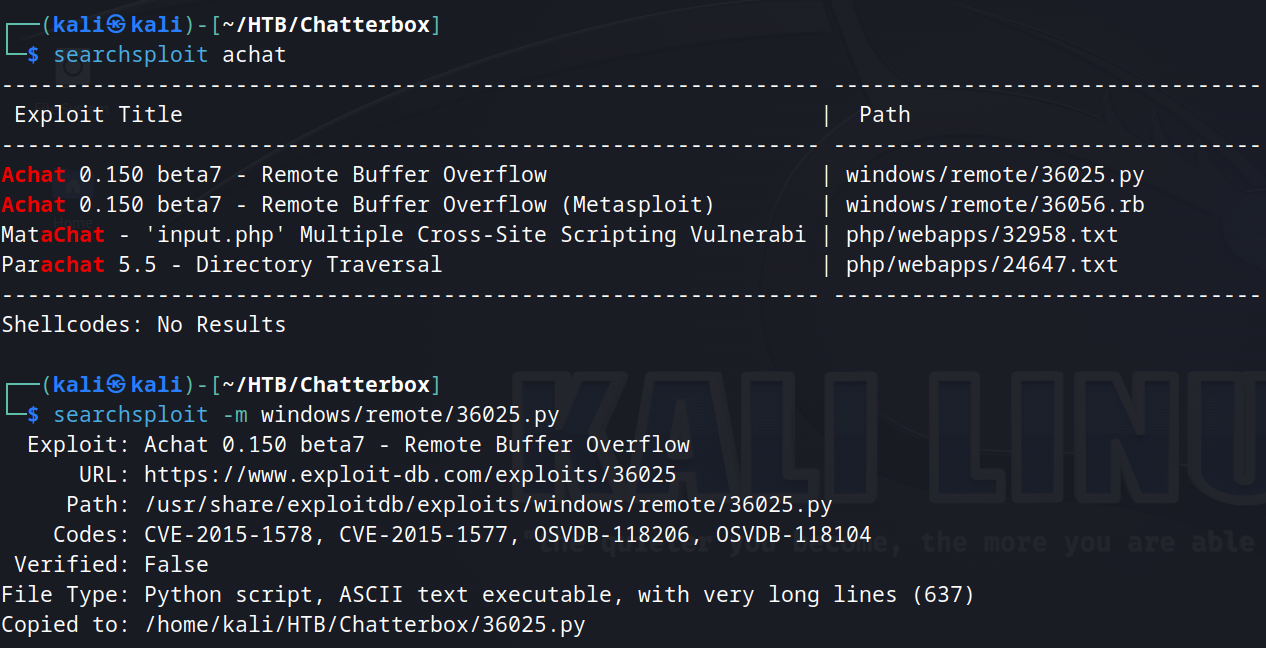 ┌──(kali㉿kali)-[~/HTB/Chatterbox]
└─$ searchsploit achat
---------------------------------------------------------------- ---------------------------------
 Exploit Title | Path
---------------------------------------------------------------- ---------------------------------
Achat 0.150 beta7 - Remote Buffer Overflow | windows/remote/36025.py
Achat 0.150 beta7 - Remote Buffer Overflow (Metasploit) | windows/remote/36056.rb
MataChat - 'input.php' Multiple Cross-Site Scripting Vulnerabi | php/webapps/32958.txt
Parachat 5.5 - Directory Traversal | php/webapps/24647.txt
---------------------------------------------------------------- ---------------------------------
Shellcodes: No Results
┌──(kali㉿kali)-[~/HTB/Chatterbox]
└─$ searchsploit -m windows/remote/36025.py
Exploit: Achat 0.150 beta7 - Remote Buffer Overflow
URL: https://www.exploit-db.com/exploits/36025
Path: /usr/share/exploitdb/exploits/windows/remote/36025.py
Codes: CVE-2015-1578, CVE-2015-1577, OSVDB-118206, OSVDB-118104
Verified: False
File Type: Python script, ASCII text executable, with very long lines (637)
Copied to: /home/kali/HTB/Chatterbox/36025.py
KALI LINU
"the quieter you become, the more you are able
Home